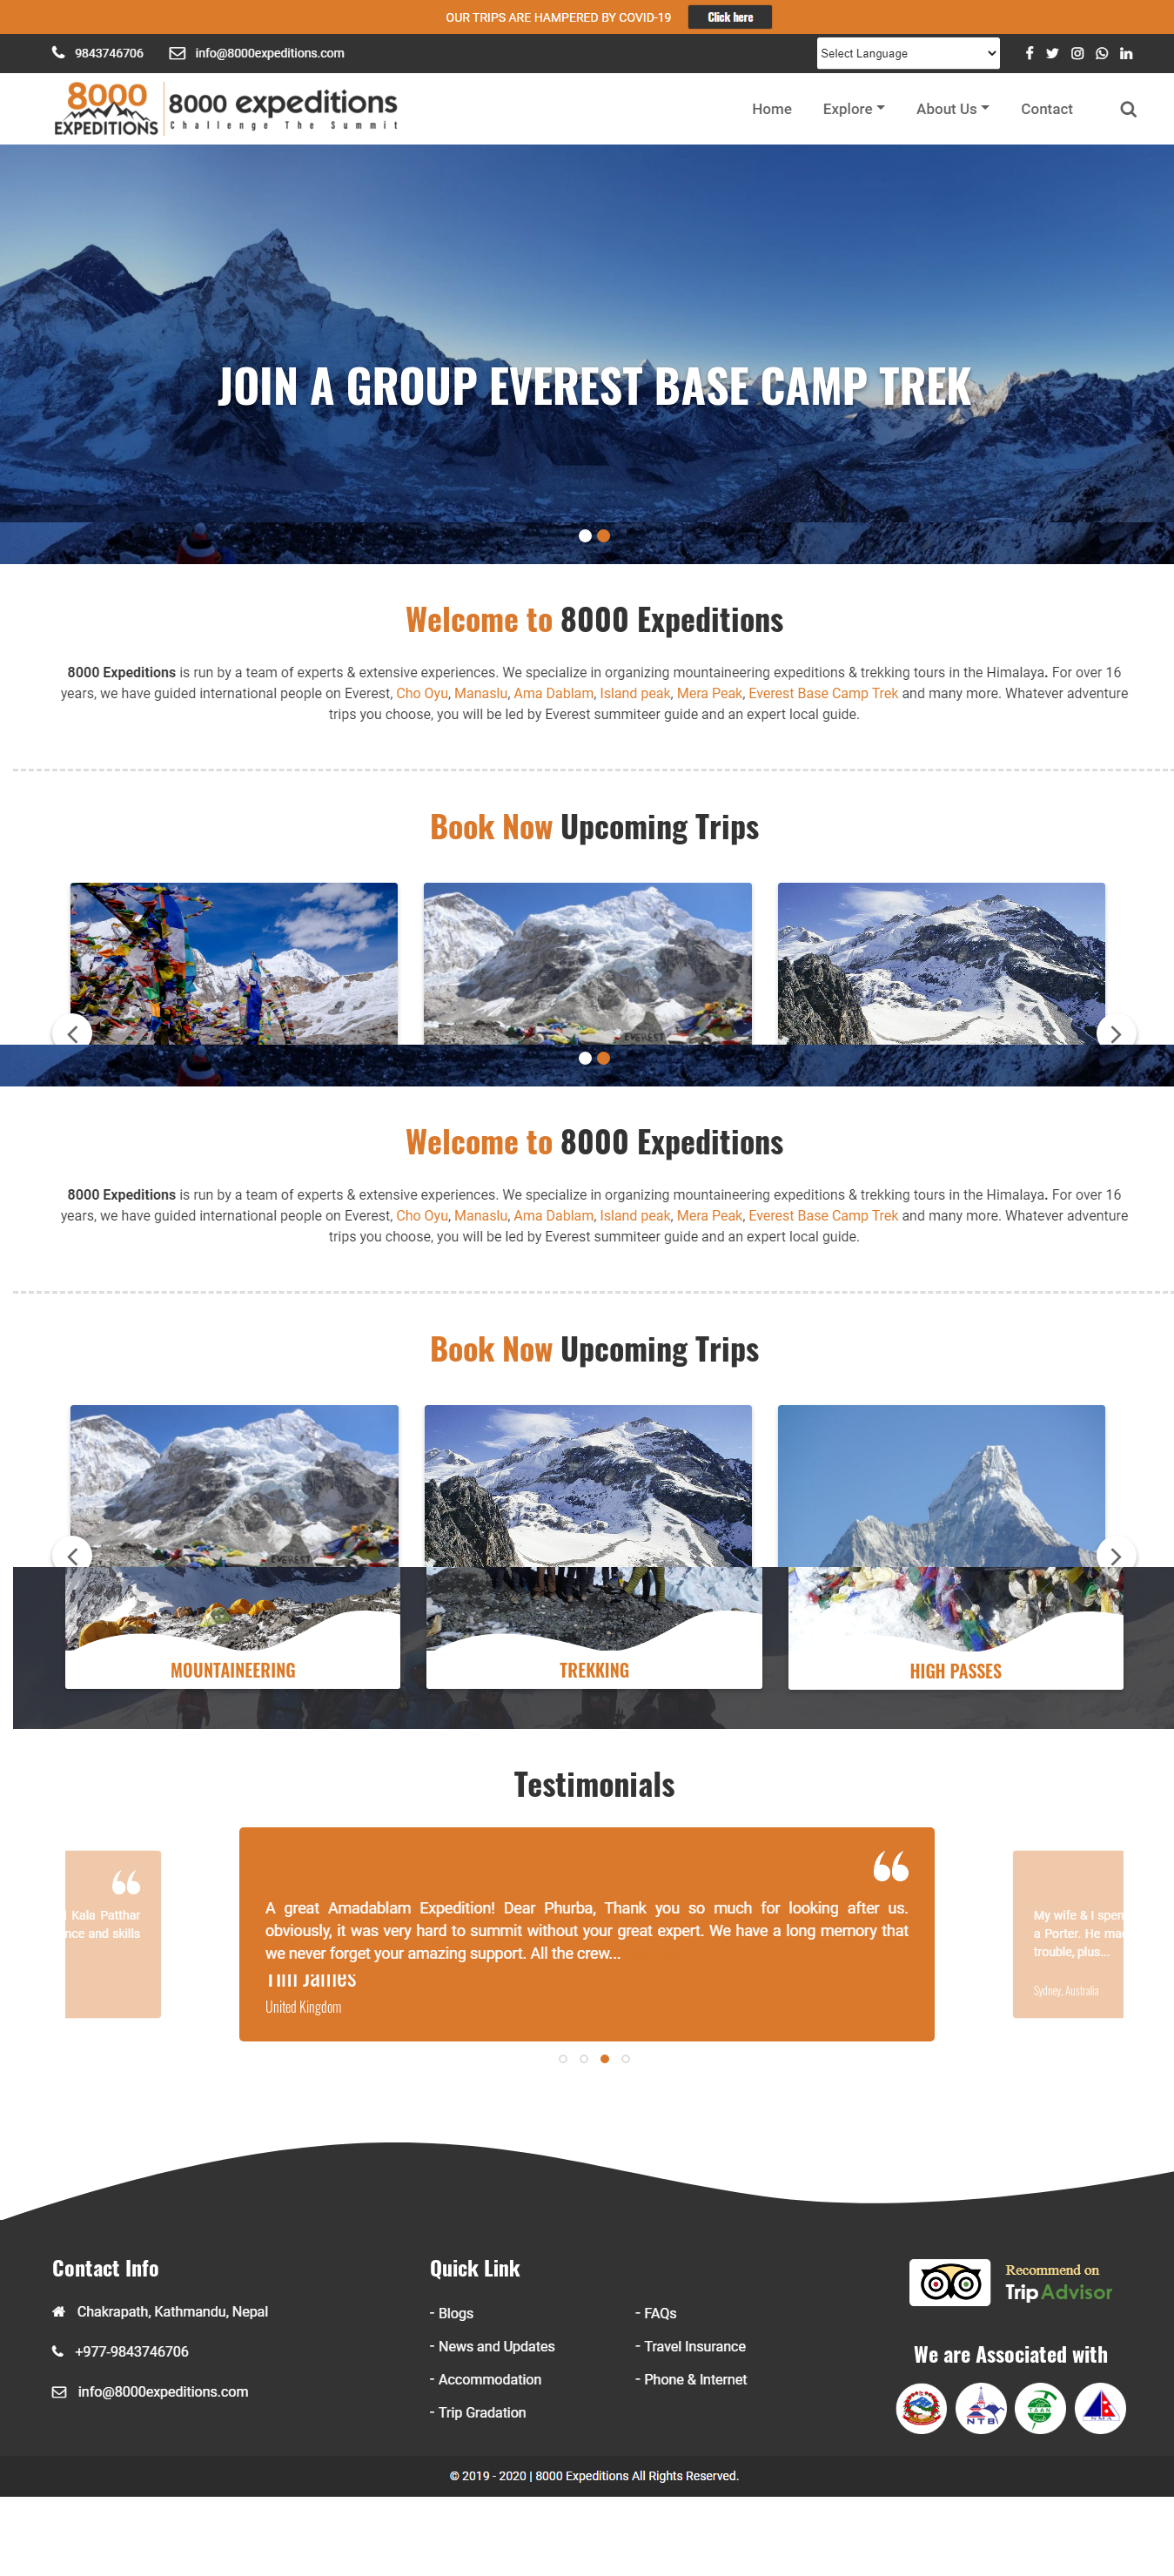 OUR TRIPS ARE HAMPERED BY COVID-19 Click here
9843746706 info@8000expeditions.com Select Language
8000 EXPEDITIONS 8000 expeditions
Challenge The Summit
Home Explore About Us Contact
JOIN A GROUP EVEREST BASE CAMP TREK
Welcome to 8000 Expeditions
8000 Expeditions is run by a team of experts & extensive experiences. We specialize in organizing mountaineering expeditions & trekking tours in the Himalaya. For over 16
years, we have guided international people on Everest, Cho Oyu, Manaslu, Ama Dablam, Island peak, Mera Peak, Everest Base Camp Trek and many more. Whatever adventure
trips you choose, you will be led by Everest summiteer guide and an expert local guide.
Book Now Upcoming Trips
EVEREST
Welcome to 8000 Expeditions
8000 Expeditions is run by a team of experts & extensive experiences. We specialize in organizing mountaineering expeditions & trekking tours in the Himalaya. For over 16
years, we have guided international people on Everest, Cho Oyu, Manaslu, Ama Dablam, Island peak, Mera Peak, Everest Base Camp Trek and many more. Whatever adventure
trips you choose, you will be led by Everest summiteer guide and an expert local guide.
Book Now Upcoming Trips
EVEREST
MOUNTAINEERING TREKKING HIGH PASSES
Testimonials
Kala Patthar
and skills
A great Amadablam Expedition! Dear Phurba, Thank you so much for looking after us.
obviously, it was very hard to summit without your great expert. We have a long memory that
we never forget your amazing support. All the crew...
Tim James
United Kingdom
My wife & I spen
a Porter. He ma
trouble, plus...
Sydney, Australia
Contact Info
Chakrapath, Kathmandu, Nepal
+977-9843746706
info@8000expeditions.com
Quick Link
- Blogs
- News and Updates
- Accommodation
- Trip Gradation
- FAQs
- Travel Insurance
- Phone & Internet
Recommend on
TripAdvisor
We are Associated with
NTB TAAN NMA
© 2019 - 2020 | 8000 Expeditions All Rights Reserved.